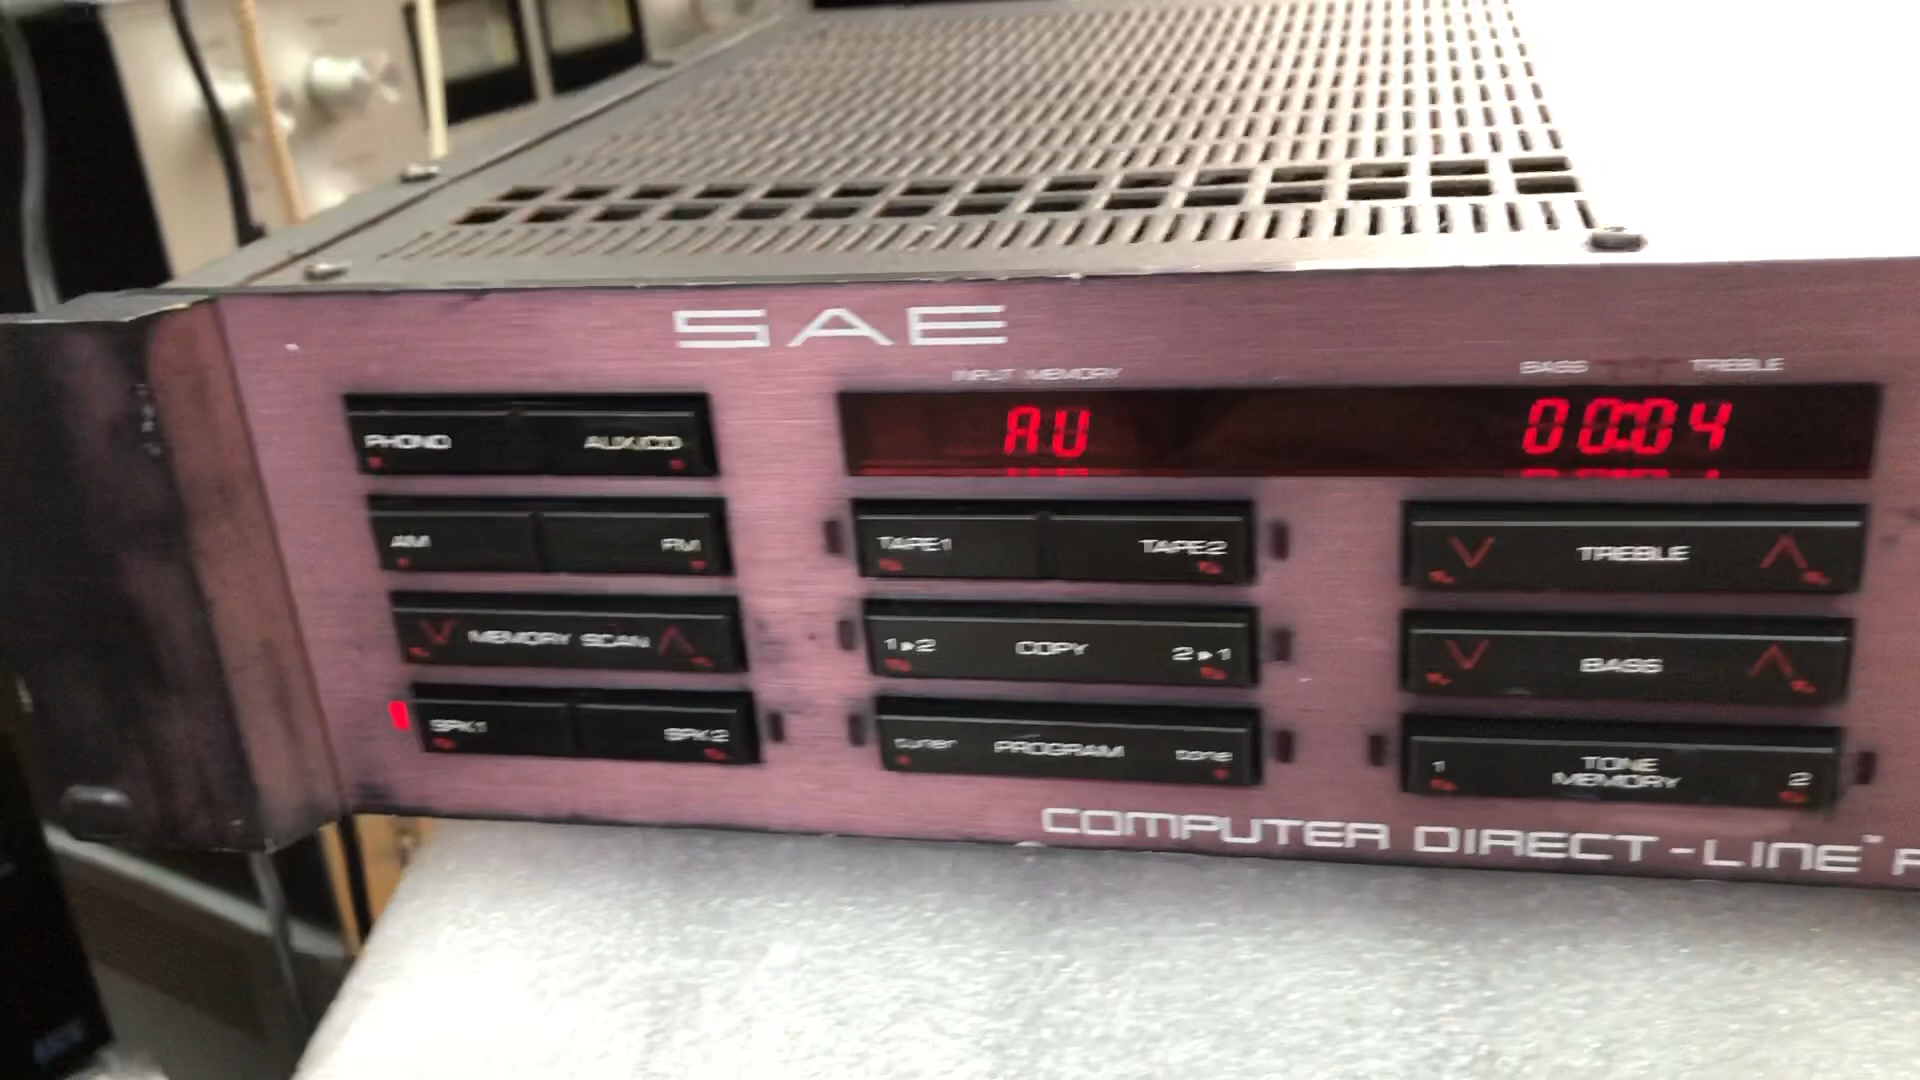 SAE
INPUT MEMORY
BASS TREBLE
AU
00:04
PHONO AUX/CD
AM FM
TAPE1 TAPE2
TREBLE
MEMORY SCAN
1▸2 COPY 2▸1
BASS
SPK1 SPK2
tuner PROGRAM tone
1 TONE MEMORY 2
COMPUTER DIRECT-LINE™